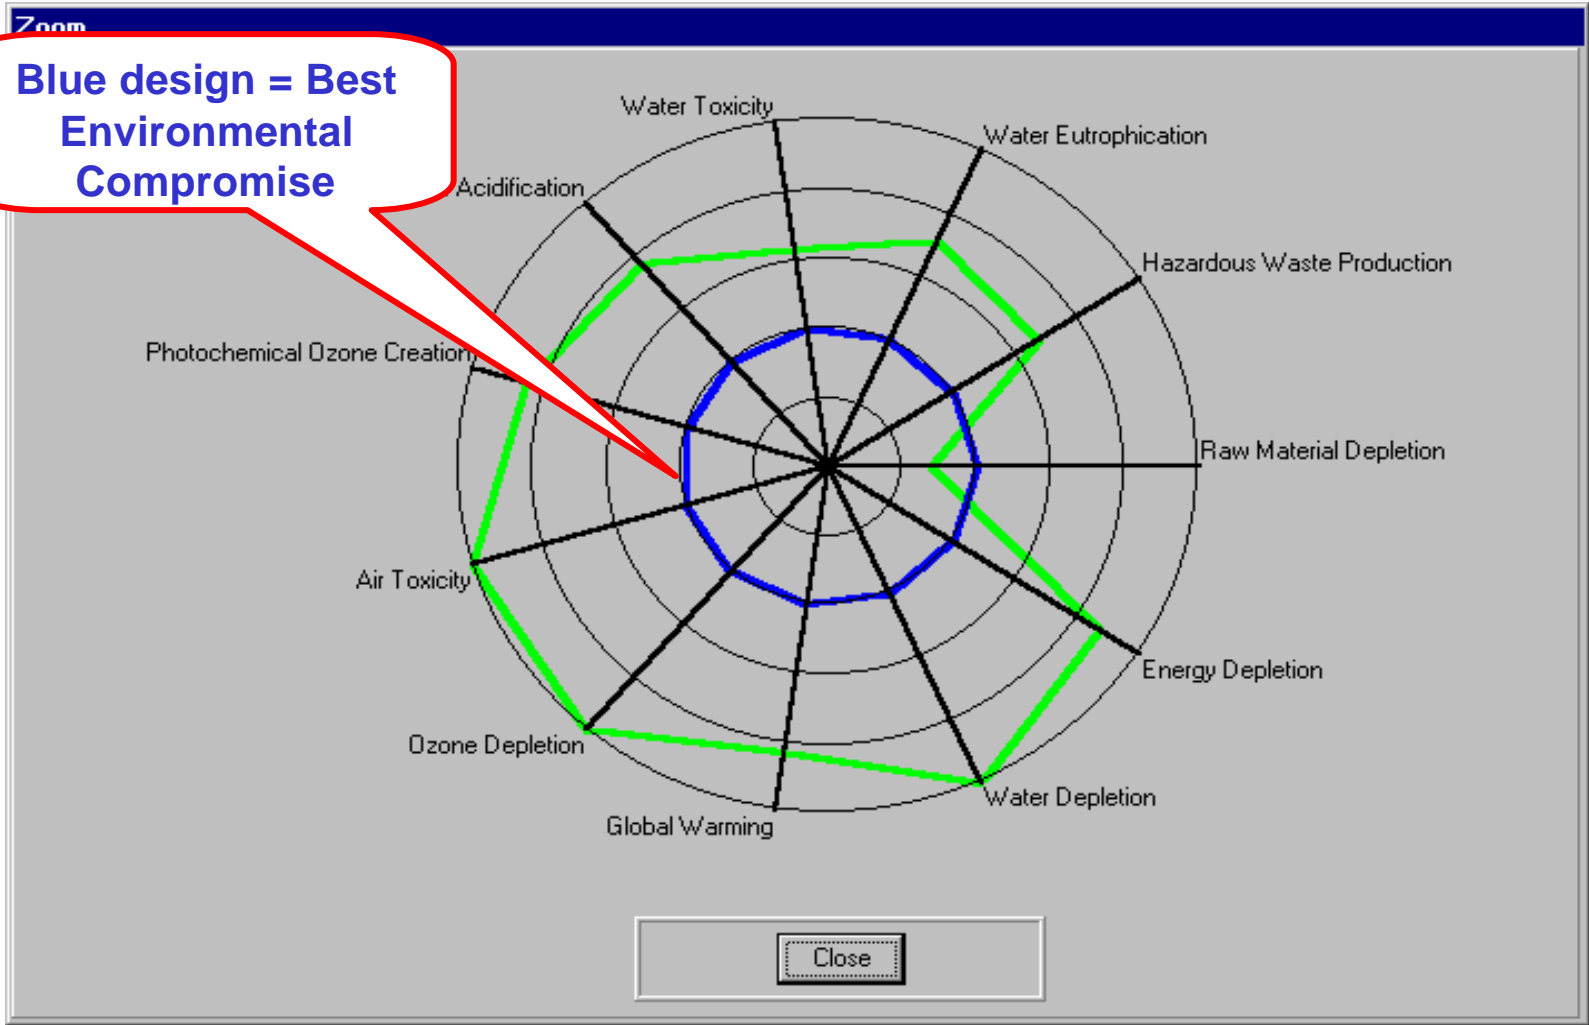 Zoom
Blue design = Best
Environmental
Compromise
Water Toxicity
Water Eutrophication
Acidification
Hazardous Waste Production
Photochemical Ozone Creation
Raw Material Depletion
Air Toxicity
Energy Depletion
Ozone Depletion
Water Depletion
Global Warming
Close